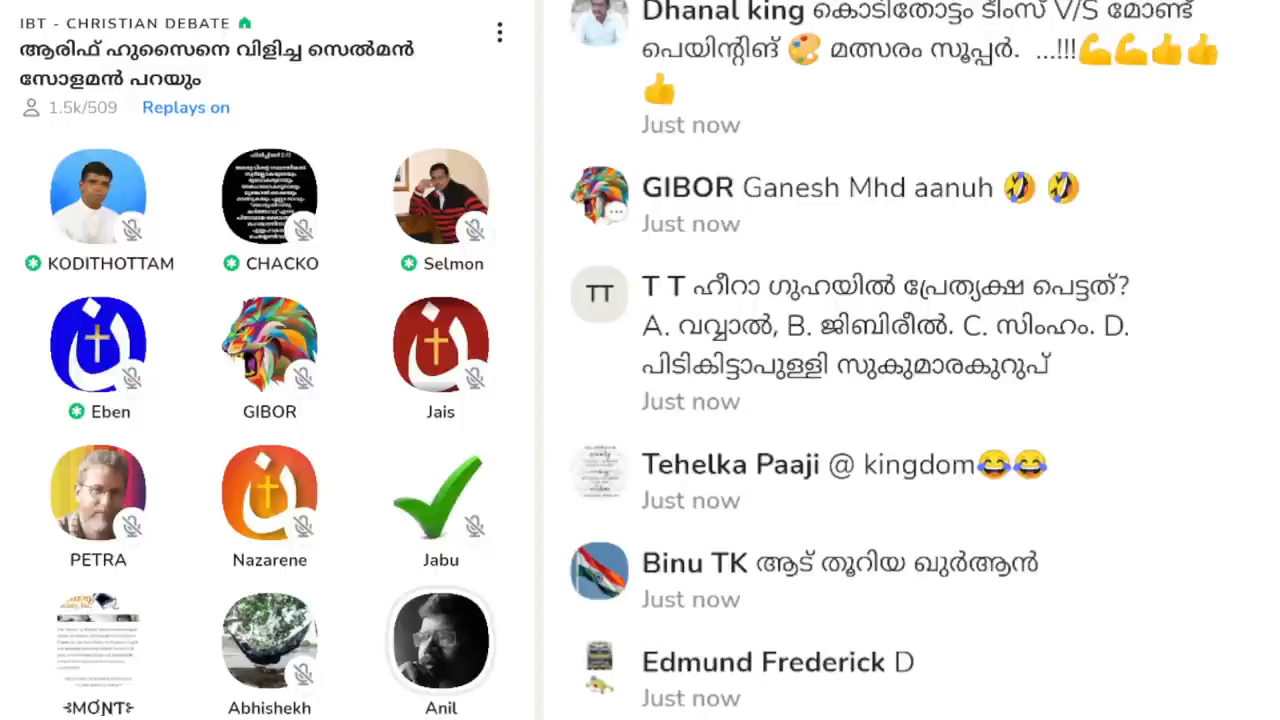 IBT - CHRISTIAN DEBATE
ആരിഫ് ഹുസൈനെ വിളിച്ച സെൽമൻ
സോളമൻ പറയും
1.5k/509 Replays on
KODITHOTTAM CHACKO Selmon
Eben GIBOR Jais
PETRA Nazarene Jabu
MONT Abhishekh Anil
Dhanal king കൊടിതോട്ടം ടീംസ് V/S മോണ്ട്
പെയിന്റിങ് 🎨 മത്സരം സൂപ്പർ. ...!!!💪💪👍👍
👍
Just now
GIBOR Ganesh Mhd aanuh 🤣 🤣
Just now
TT
T T ഹീറാ ഗുഹയിൽ പ്രേത്യക്ഷ പെട്ടത്?
A. വവ്വാൽ, B. ജിബിരീൽ. C. സിംഹം. D.
പിടികിട്ടാപുള്ളി സുകുമാരകുറുപ്
Just now
Tehelka Paaji @ kingdom😂😂
Just now
Binu TK ആട് തൂറിയ ഖുർആൻ
Just now
Edmund Frederick D
Just now